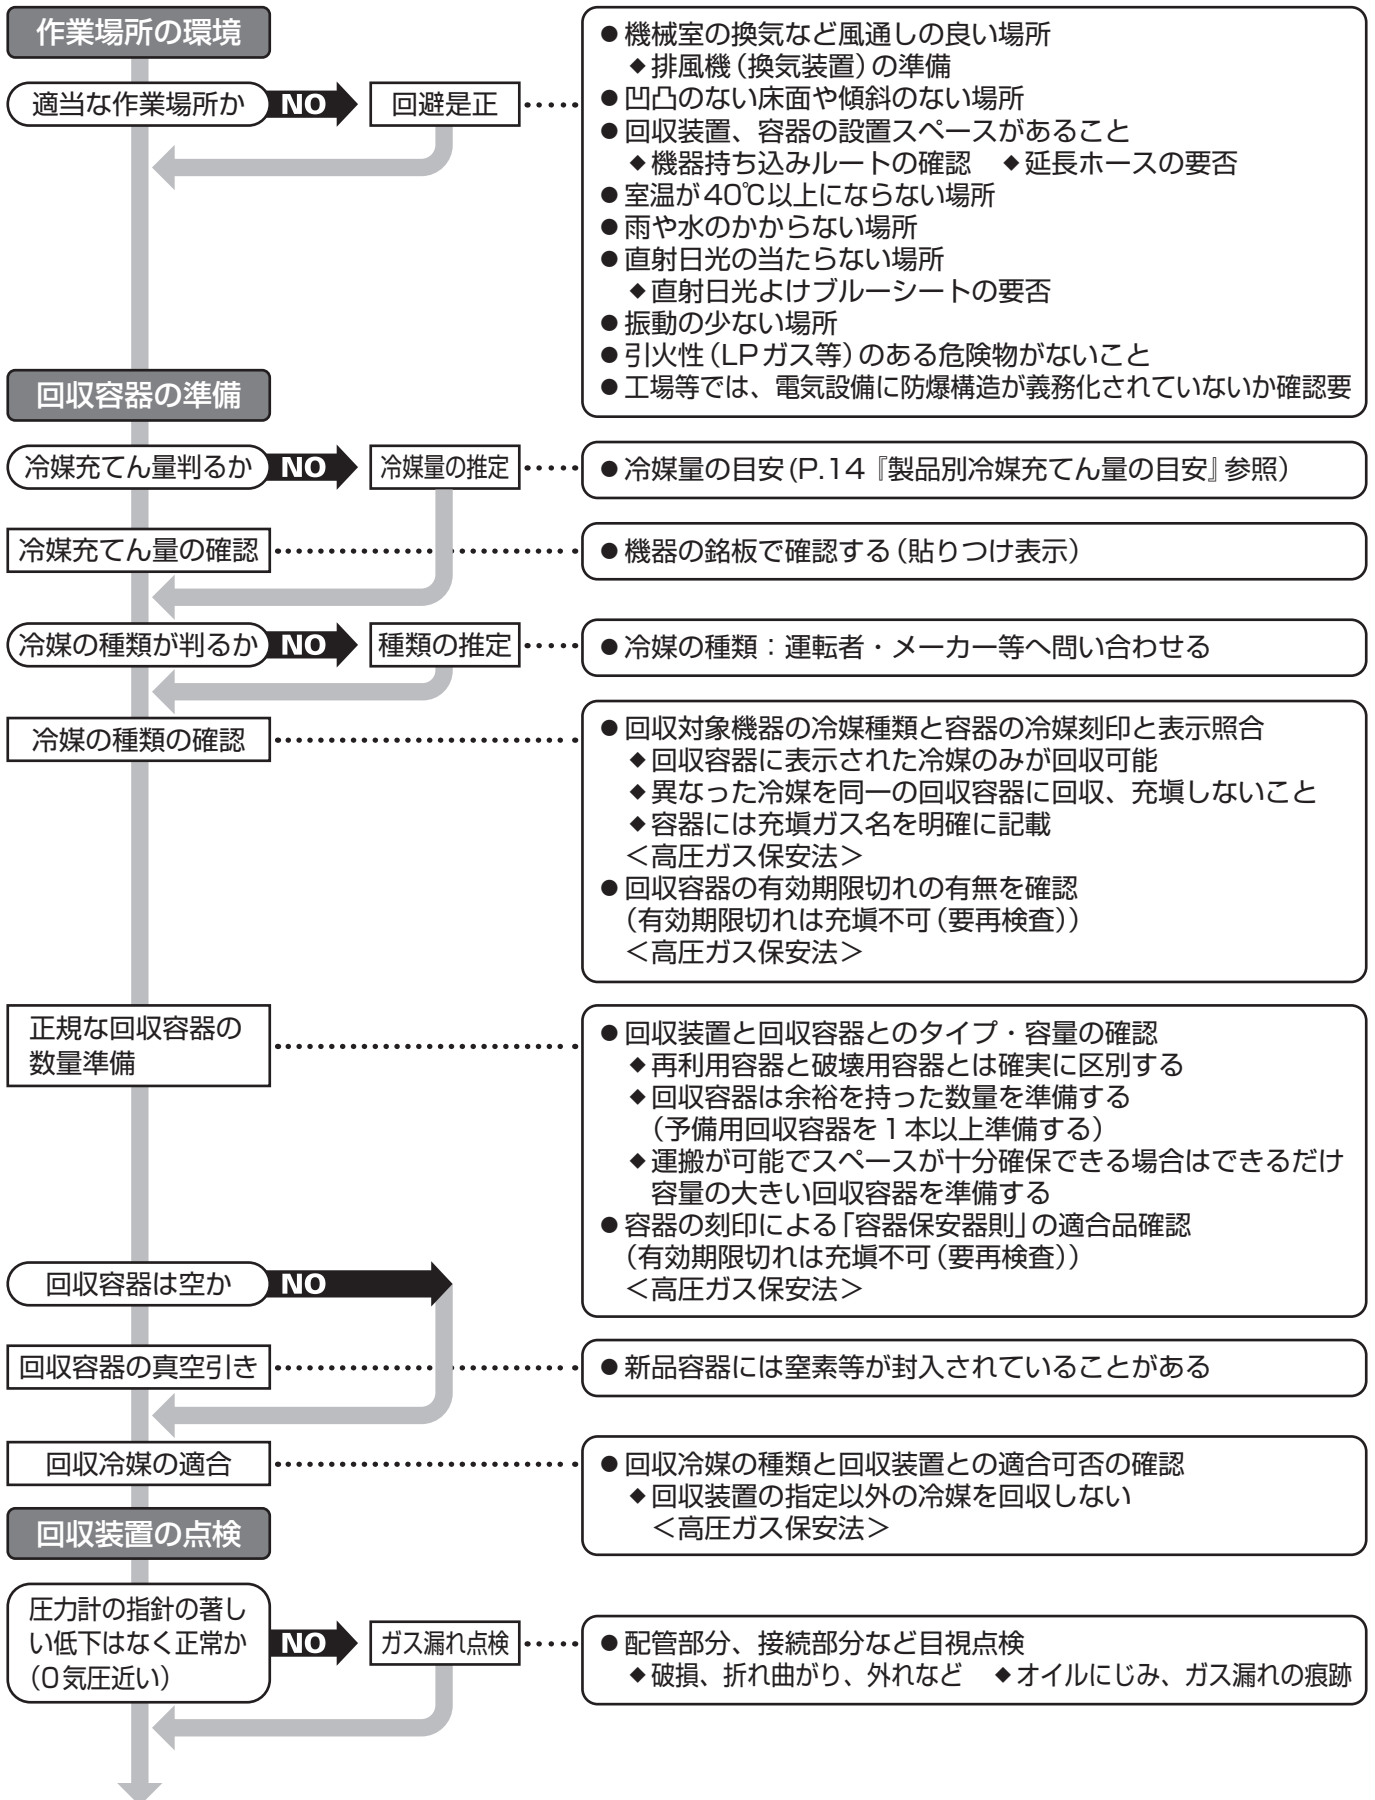 作業場所の環境
適当な作業場所か
NO
回避是正
●機械室の換気など風通しの良い場所
◆排風機(換気装置)の準備
●凹凸のない床面や傾斜のない場所
●回収装置、容器の設置スペースがあること
◆機器持ち込みルートの確認 ◆延長ホースの要否
●室温が40℃以上にならない場所
●雨や水のかからない場所
●直射日光の当たらない場所
◆直射日光よけブルーシートの要否
●振動の少ない場所
●引火性(LPガス等)のある危険物がないこと
●工場等では、電気設備に防爆構造が義務化されていないか確認要
回収容器の準備
冷媒充てん量判るか
NO
冷媒量の推定
●冷媒量の目安(P.14『製品別冷媒充てん量の目安』参照)
冷媒充てん量の確認
●機器の銘板で確認する(貼りつけ表示)
冷媒の種類が判るか
NO
種類の推定
●冷媒の種類:運転者・メーカー等へ問い合わせる
冷媒の種類の確認
●回収対象機器の冷媒種類と容器の冷媒刻印と表示照合
◆回収容器に表示された冷媒のみが回収可能
◆異なった冷媒を同一の回収容器に回収、充塡しないこと
◆容器には充塡ガス名を明確に記載
<高圧ガス保安法>
●回収容器の有効期限切れの有無を確認
(有効期限切れは充塡不可(要再検査))
<高圧ガス保安法>
正規な回収容器の
数量準備
●回収装置と回収容器とのタイプ・容量の確認
◆再利用容器と破壊用容器とは確実に区別する
◆回収容器は余裕を持った数量を準備する
(予備用回収容器を1本以上準備する)
◆運搬が可能でスペースが十分確保できる場合はできるだけ
容量の大きい回収容器を準備する
●容器の刻印による「容器保安器則」の適合品確認
(有効期限切れは充塡不可(要再検査))
<高圧ガス保安法>
回収容器は空か
NO
回収容器の真空引き
●新品容器には窒素等が封入されていることがある
回収冷媒の適合
●回収冷媒の種類と回収装置との適合可否の確認
◆回収装置の指定以外の冷媒を回収しない
<高圧ガス保安法>
回収装置の点検
圧力計の指針の著し
い低下はなく正常か
(0気圧近い)
NO
ガス漏れ点検
●配管部分、接続部分など目視点検
◆破損、折れ曲がり、外れなど ◆オイルにじみ、ガス漏れの痕跡